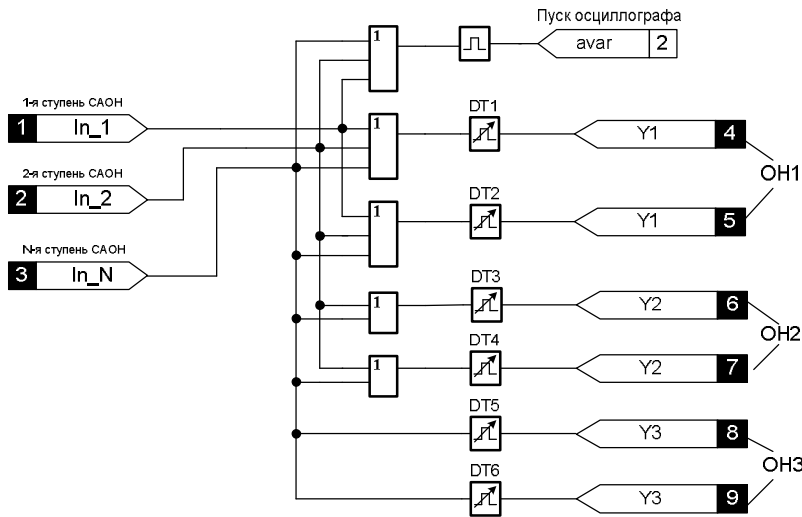 Пуск осциллографа
1
avar 2
1-я ступень САОН
1 In_1
DT1
1
Y1 4
2-я ступень САОН
2 In_2
ОН1
DT2
1
Y1 5
N-я ступень САОН
3 In_N
DT3
1
Y2 6
ОН2
DT4
1
Y2 7
DT5
Y3 8
ОН3
DT6
Y3 9